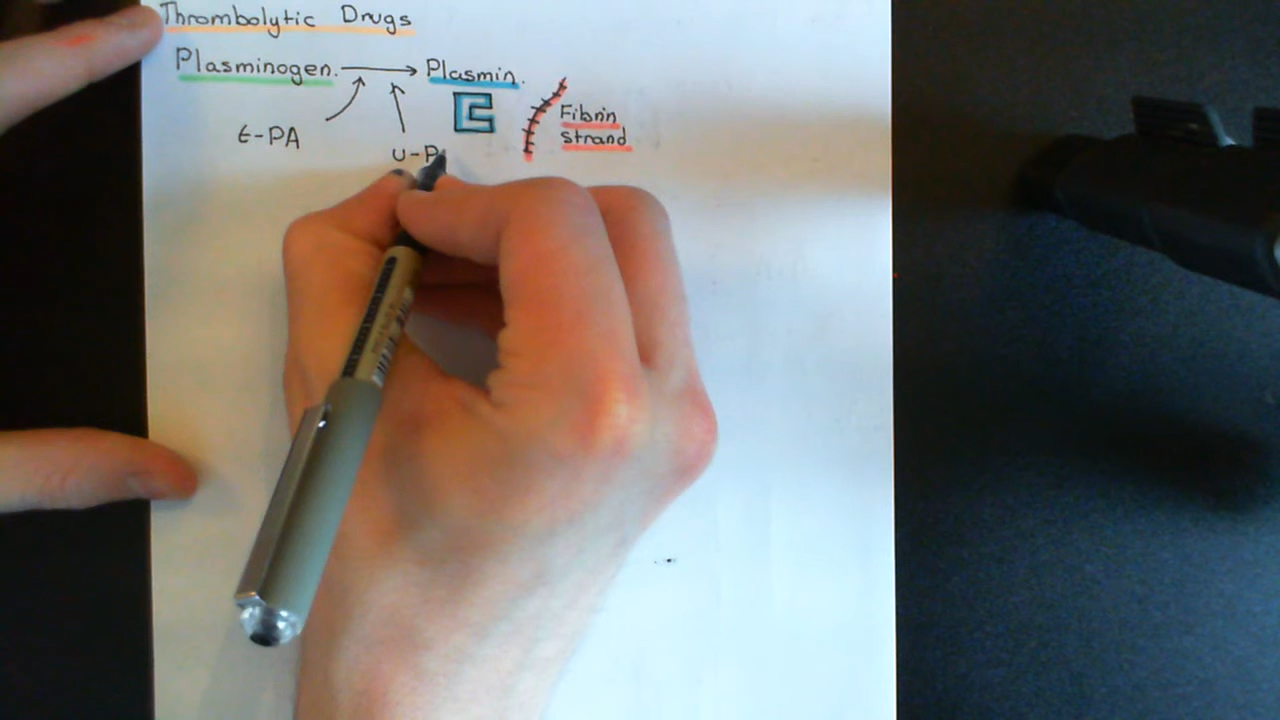 Thrombolytic Drugs
Plasminogen. → Plasmin.
Fibrin
strand
t-PA
u-P